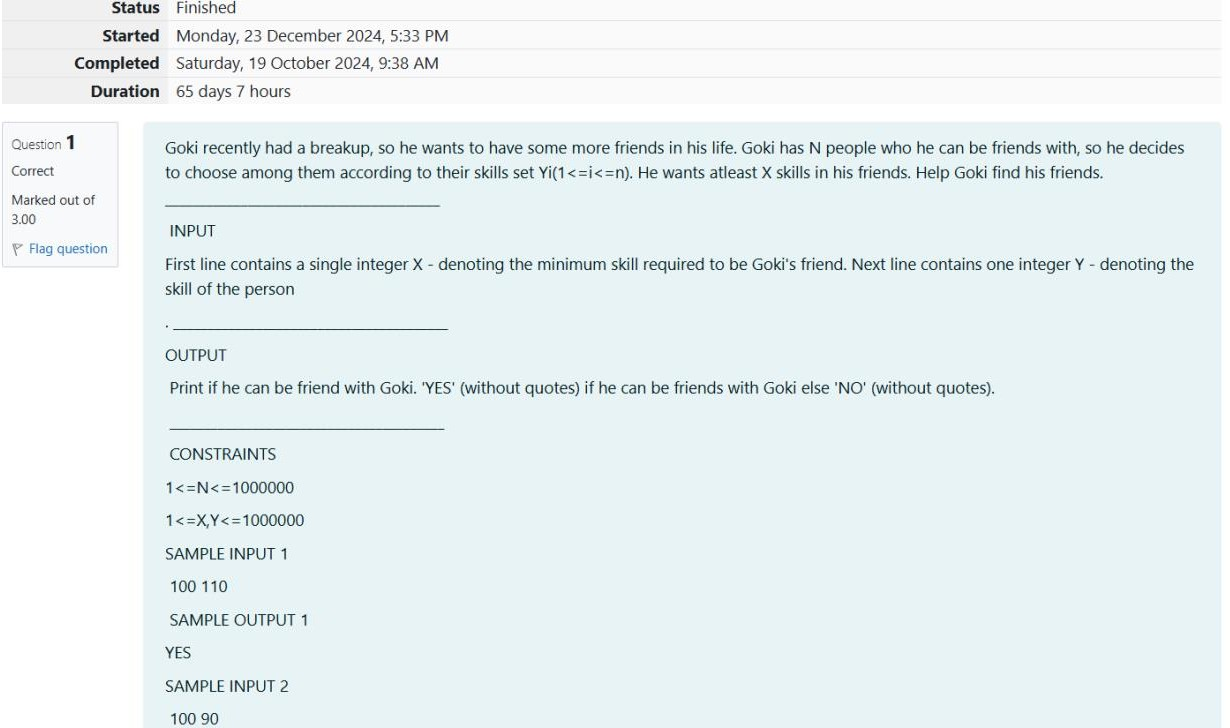 Status Finished
Started Monday, 23 December 2024, 5:33 PM
Completed Saturday, 19 October 2024, 9:38 AM
Duration 65 days 7 hours
Question 1
Correct
Marked out of
3.00
Flag question
Goki recently had a breakup, so he wants to have some more friends in his life. Goki has N people who he can be friends with, so he decides
to choose among them according to their skills set Yi(1<=i<=n). He wants atleast X skills in his friends. Help Goki find his friends.
INPUT
First line contains a single integer X - denoting the minimum skill required to be Goki's friend. Next line contains one integer Y - denoting the
skill of the person
.
OUTPUT
Print if he can be friend with Goki. 'YES' (without quotes) if he can be friends with Goki else 'NO' (without quotes).
CONSTRAINTS
1<=N<=1000000
1<=X,Y<=1000000
SAMPLE INPUT 1
100 110
SAMPLE OUTPUT 1
YES
SAMPLE INPUT 2
100 90